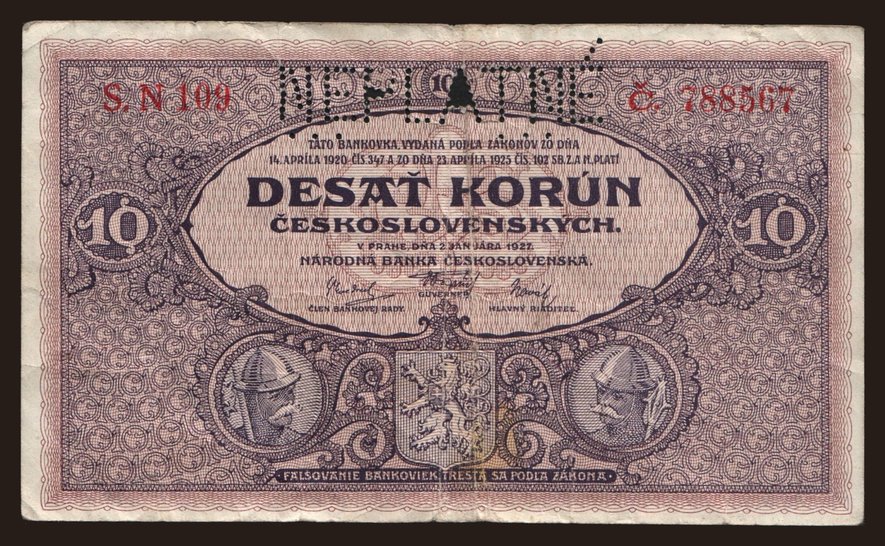 S. N 109
NEPLATNÉ
10
Č. 788567
TÁTO BANKOVKA, VYDANÁ PODĽA ZÁKONOV ZO DŇA
14. APRÍLA 1920 ČÍS. 347 A ZO DŇA 23. APRÍLA 1925 ČÍS. 102 SB. Z. A N. PLATÍ
DESAŤ KORÚN
ČESKOSLOVENSKÝCH.
10
10
V PRAHE, DŇA 2. JANUÁRA 1927.
NÁRODNÁ BANKA ČESKOSLOVENSKÁ.
ČLEN BANKOVEJ RADY.
GUVERNÉR
HLAVNÝ RIADITEĽ.
FALŠOVANIE BANKOVIEK TRESTÁ SA PODĽA ZÁKONA